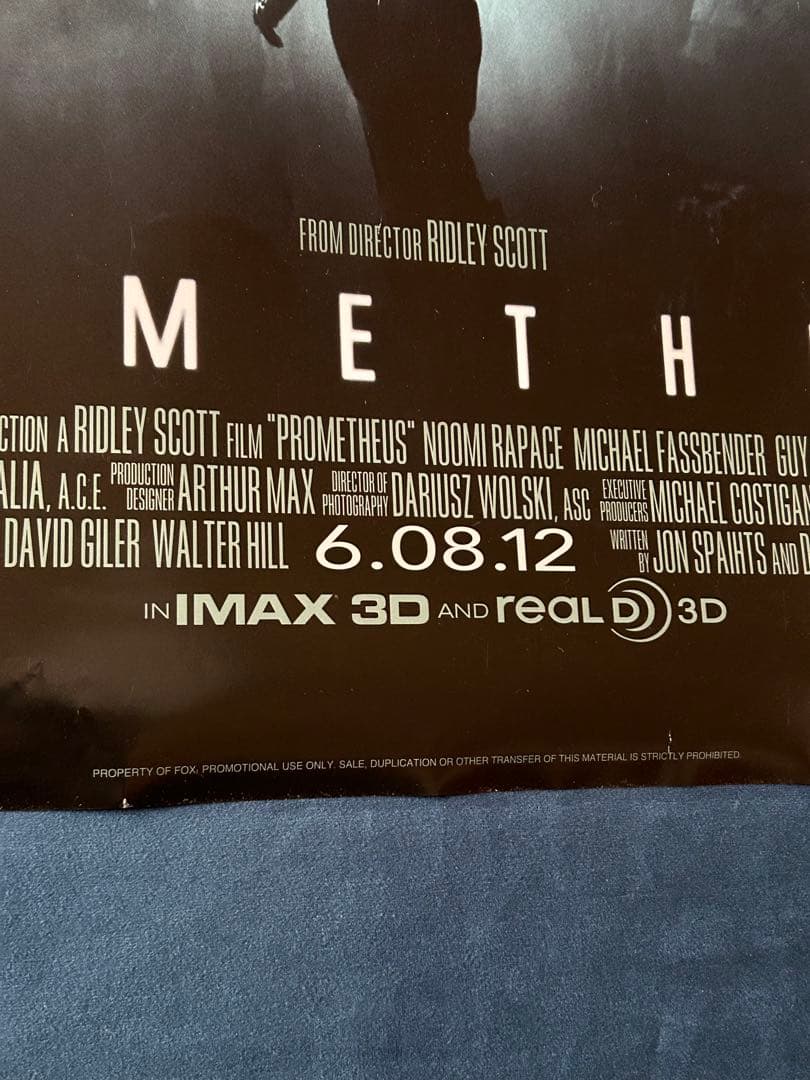 FROM DIRECTOR RIDLEY SCOTT
METH
CTION A RIDLEY SCOTT FILM "PROMETHEUS" NOOMI RAPACE MICHAEL FASSBENDER GUY
ALIA, A.C.E. PRODUCTION DESIGNER ARTHUR MAX DIRECTOR OF PHOTOGRAPHY DARIUSZ WOLSKI, ASC EXECUTIVE PRODUCERS MICHAEL COSTIGAN
DAVID GILER WALTER HILL 6.08.12 WRITTEN BY JON SPAIHTS AND D
IN IMAX 3D AND REAL D 3D
PROPERTY OF FOX. PROMOTIONAL USE ONLY. SALE, DUPLICATION OR OTHER TRANSFER OF THIS MATERIAL IS STRICTLY PROHIBITED.